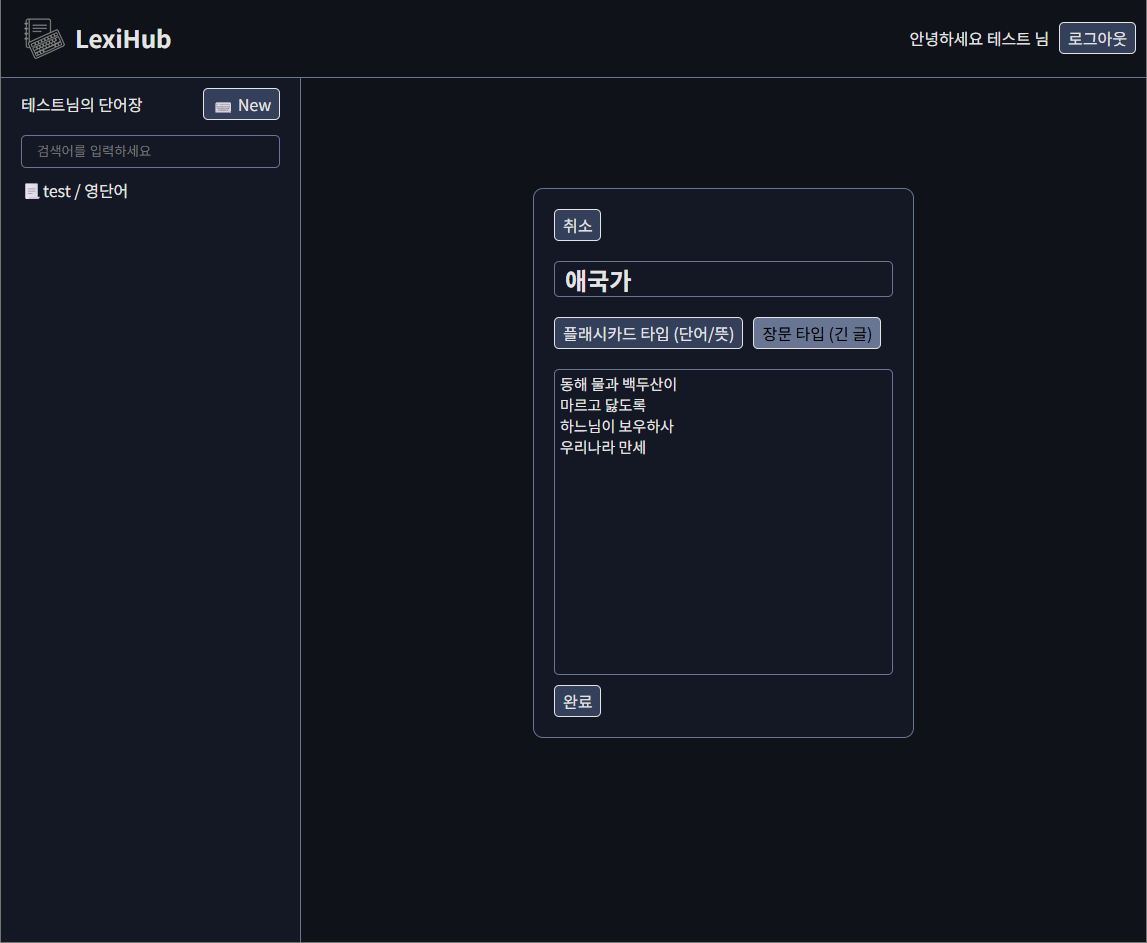 LexiHub
안녕하세요 테스트 님
로그아웃
테스트님의 단어장
New
검색어를 입력하세요
test / 영단어
취소
애국가
플래시카드 타입 (단어/뜻)
장문 타입 (긴 글)
동해 물과 백두산이
마르고 닳도록
하느님이 보우하사
우리나라 만세
완료